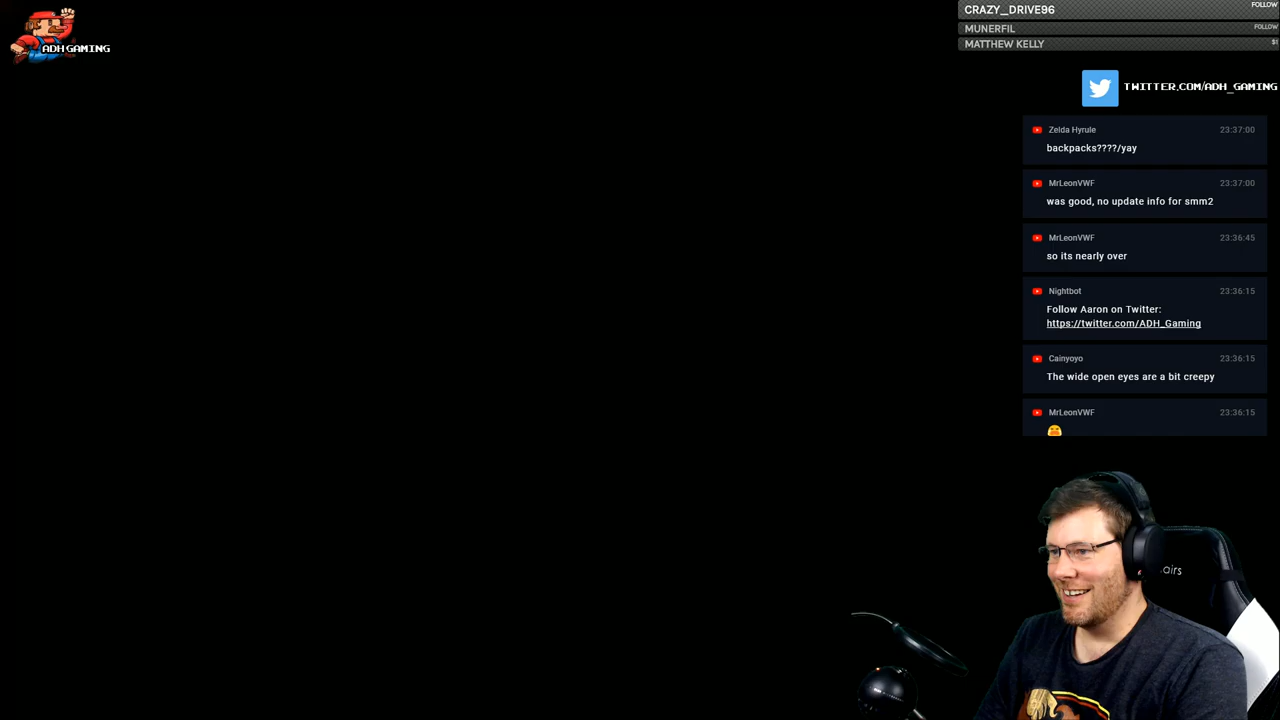 ADH GAMING
CRAZY_DRIVE96 FOLLOW
MUNERFIL FOLLOW
MATTHEW KELLY $1
TWITTER.COM/ADH_GAMING
Zelda Hyrule 23:37:00
backpacks????/yay
MrLeonVWF 23:37:00
was good, no update info for smm2
MrLeonVWF 23:36:45
so its nearly over
Nightbot 23:36:15
Follow Aaron on Twitter:
https://twitter.com/ADH_Gaming
Cainyoyo 23:36:15
The wide open eyes are a bit creepy
MrLeonVWF 23:36:15
airs